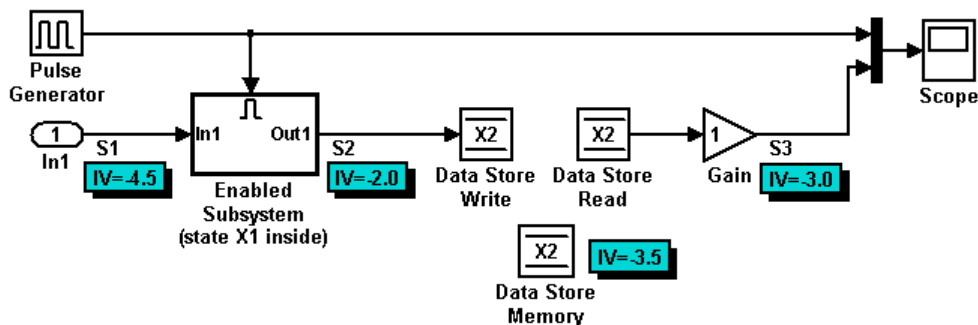 Pulse
Generator
1
In1
S1
IV=-4.5
In1
Out1
Enabled
Subsystem
(state X1 inside)
S2
IV=-2.0
X2
Data Store
Write
X2
Data Store
Read
1
Gain
S3
IV=-3.0
Scope
X2
Data Store
Memory
IV=-3.5